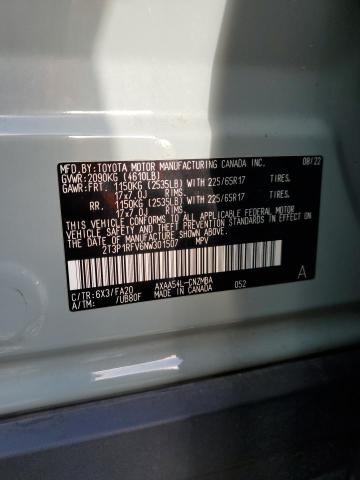 MFD.BY:TOYOTA MOTOR MANUFACTURING CANADA INC. 08/22
GVWR:2090KG (4610LB)
GAWR:FRT. 1150KG (2535LB) WITH 225/65R17 TIRES.
17x7.0J RIMS
RR. 1150KG (2535LB) WITH 225/65R17 TIRES.
17x7.0J RIMS
THIS VEHICLE CONFORMS TO ALL APPLICABLE FEDERAL MOTOR
VEHICLE SAFETY STANDARDS IN EFFECT ON THE DATE OF MANUFACTURE SHOWN ABOVE.
2T3P1RFV6NW301507 MPV
C/TR:6X3/FA20 AXAA54L-CNZMBA 052 A
A/TM: /UB80F MADE IN CANADA